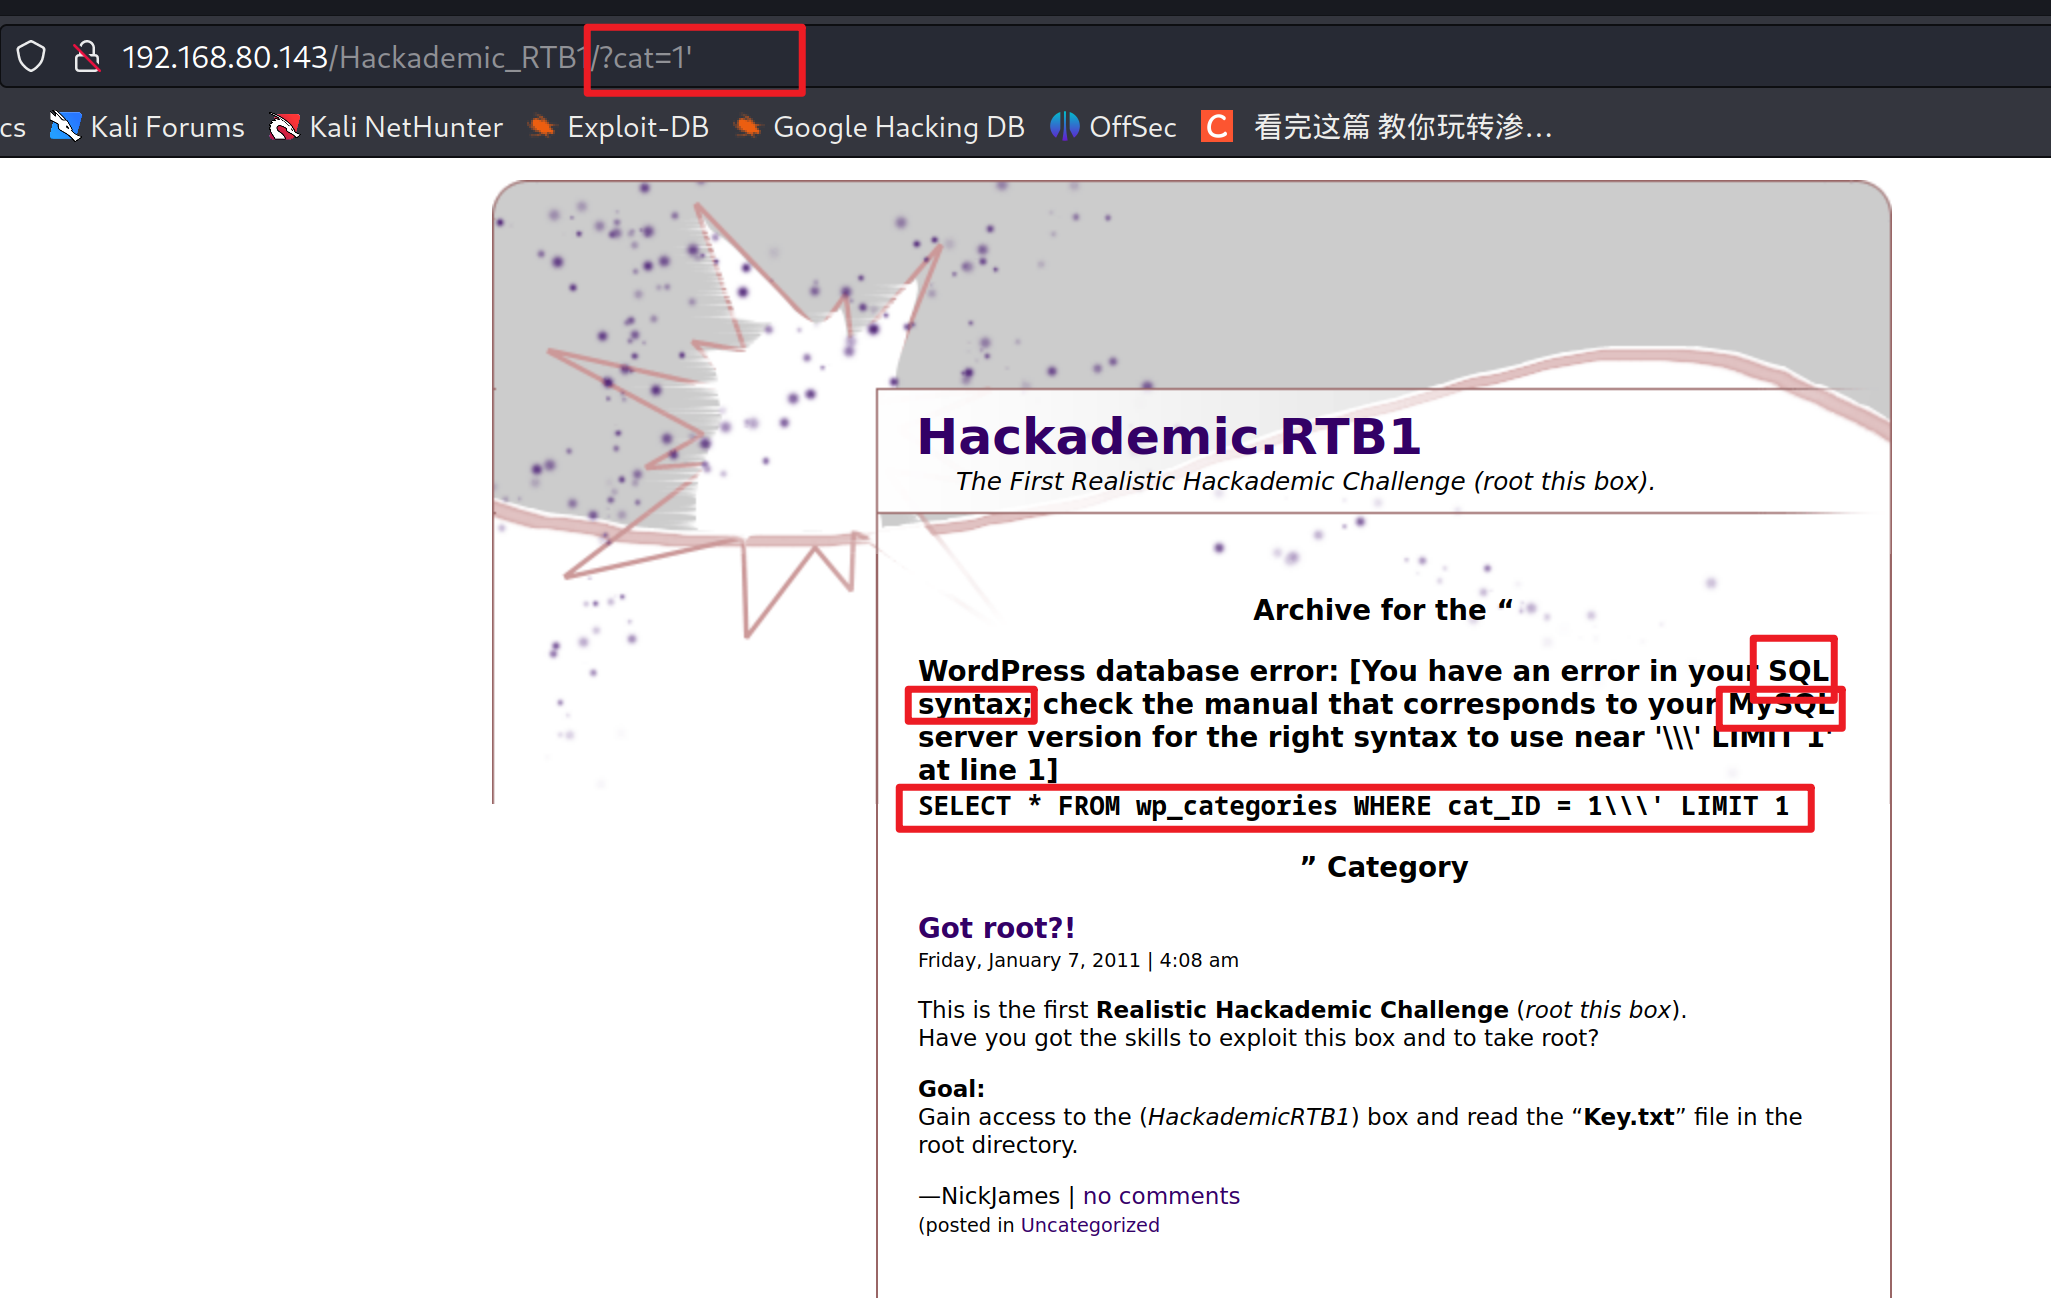 192.168.80.143/Hackademic_RTB1/?cat=1'
cs Kali Forums Kali NetHunter Exploit-DB Google Hacking DB OffSec C 看完这篇 教你玩转渗…
Hackademic.RTB1
The First Realistic Hackademic Challenge (root this box).
Archive for the “
WordPress database error: [You have an error in your SQL
syntax; check the manual that corresponds to your MySQL
server version for the right syntax to use near '\\\' LIMIT 1'
at line 1]
SELECT * FROM wp_categories WHERE cat_ID = 1\\\' LIMIT 1
” Category
Got root?!
Friday, January 7, 2011 | 4:08 am
This is the first Realistic Hackademic Challenge (root this box).
Have you got the skills to exploit this box and to take root?
Goal:
Gain access to the (HackademicRTB1) box and read the “Key.txt” file in the
root directory.
—NickJames | no comments
(posted in Uncategorized